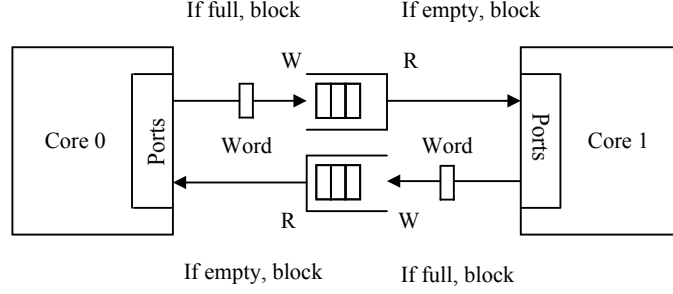 If full, block
If empty, block
W
R
Core 0
Ports
Ports
Core 1
Word
Word
R
W
If empty, block
If full, block